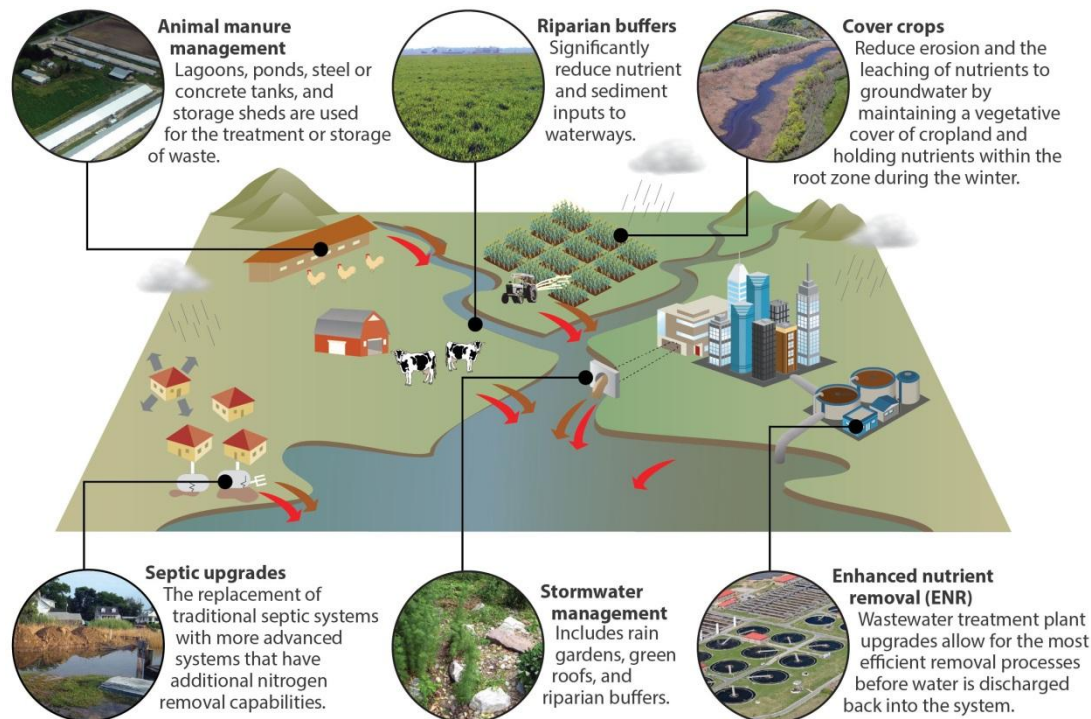 Animal manure
management
Lagoons, ponds, steel or
concrete tanks, and
storage sheds are used
for the treatment or storage
of waste.
Riparian buffers
Significantly
reduce nutrient
and sediment
inputs to
waterways.
Cover crops
Reduce erosion and the
leaching of nutrients to
groundwater by
maintaining a vegetative
cover of cropland and
holding nutrients within the
root zone during the winter.
Septic upgrades
The replacement of
traditional septic systems
with more advanced
systems that have
additional nitrogen
removal capabilities.
Stormwater
management
Includes rain
gardens, green
roofs, and
riparian buffers.
Enhanced nutrient
removal (ENR)
Wastewater treatment plant
upgrades allow for the most
efficient removal processes
before water is discharged
back into the system.